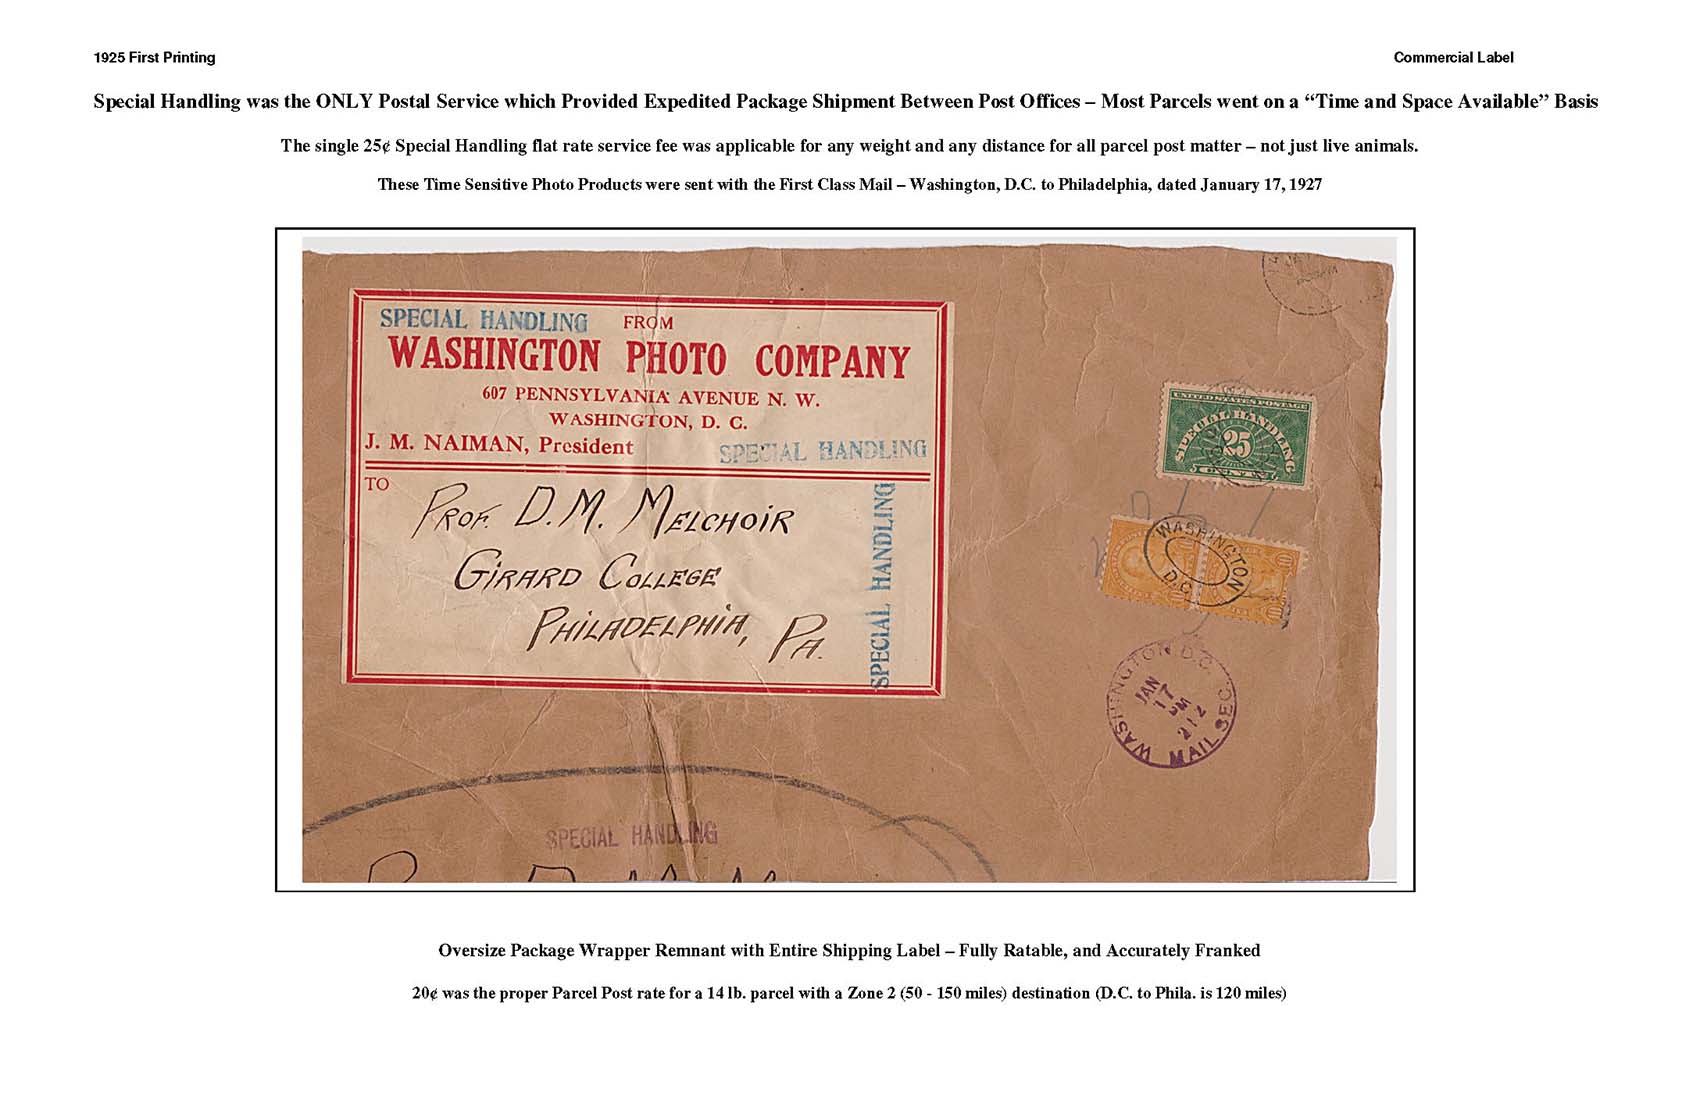 1925 First Printing
Commercial Label
Special Handling was the ONLY Postal Service which Provided Expedited Package Shipment Between Post Offices – Most Parcels went on a “Time and Space Available” Basis
The single 25¢ Special Handling flat rate service fee was applicable for any weight and any distance for all parcel post matter – not just live animals.
These Time Sensitive Photo Products were sent with the First Class Mail – Washington, D.C. to Philadelphia, dated January 17, 1927
SPECIAL HANDLING
FROM
WASHINGTON PHOTO COMPANY
607 PENNSYLVANIA AVENUE N. W.
WASHINGTON, D. C.
J. M. NAIMAN, President
SPECIAL HANDLING
TO
PROF. D.M. MELCHOIR
GIRARD COLLEGE
PHILADELPHIA, PA.
SPECIAL HANDLING
UNITED STATES POSTAGE
SPECIAL HANDLING
25
WASHINGTON
D.C.
WASHINGTON D.C.
JAN
17
PM
212
MAIL SEC.
SPECIAL HANDLING
Oversize Package Wrapper Remnant with Entire Shipping Label – Fully Ratable, and Accurately Franked
20¢ was the proper Parcel Post rate for a 14 lb. parcel with a Zone 2 (50 - 150 miles) destination (D.C. to Phila. is 120 miles)